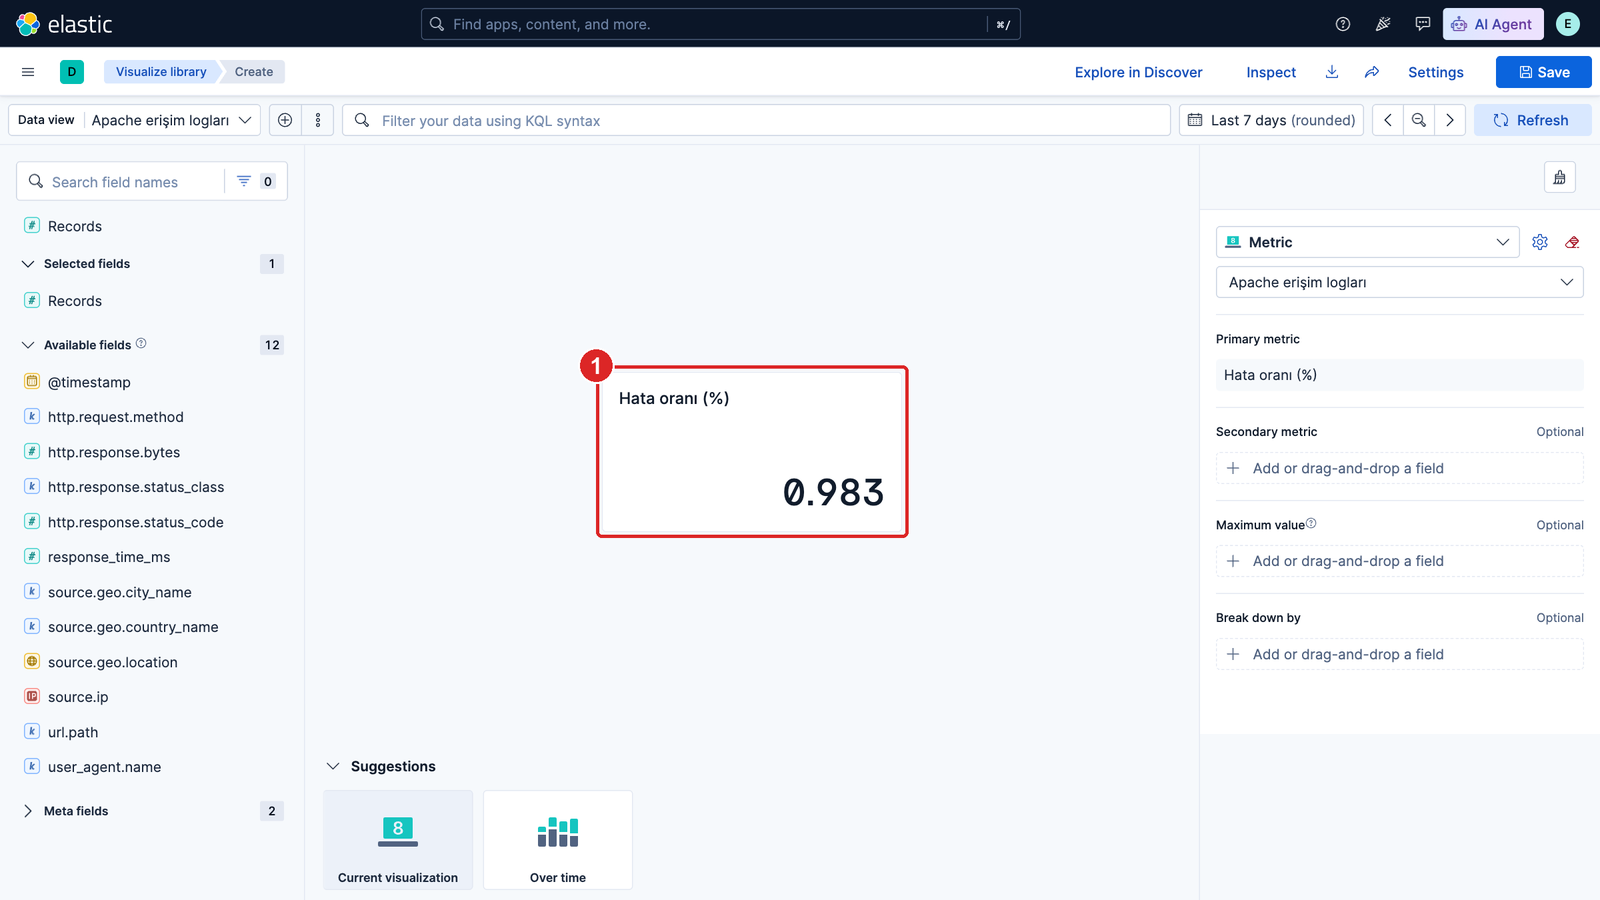 elastic
Find apps, content, and more.
⌘/
AI Agent
E
D
Visualize library
Create
Explore in Discover
Inspect
Settings
Save
Data view
Apache erişim logları
Filter your data using KQL syntax
Last 7 days (rounded)
Refresh
Search field names
0
Records
Selected fields
1
Records
Available fields
12
@timestamp
http.request.method
http.response.bytes
http.response.status_class
http.response.status_code
response_time_ms
source.geo.city_name
source.geo.country_name
source.geo.location
source.ip
url.path
user_agent.name
Meta fields
2
1
Hata oranı (%)
0.983
Suggestions
8
Current visualization
Over time
8
Metric
Apache erişim logları
Primary metric
Hata oranı (%)
Secondary metric
Optional
Add or drag-and-drop a field
Maximum value
Optional
Add or drag-and-drop a field
Break down by
Optional
Add or drag-and-drop a field